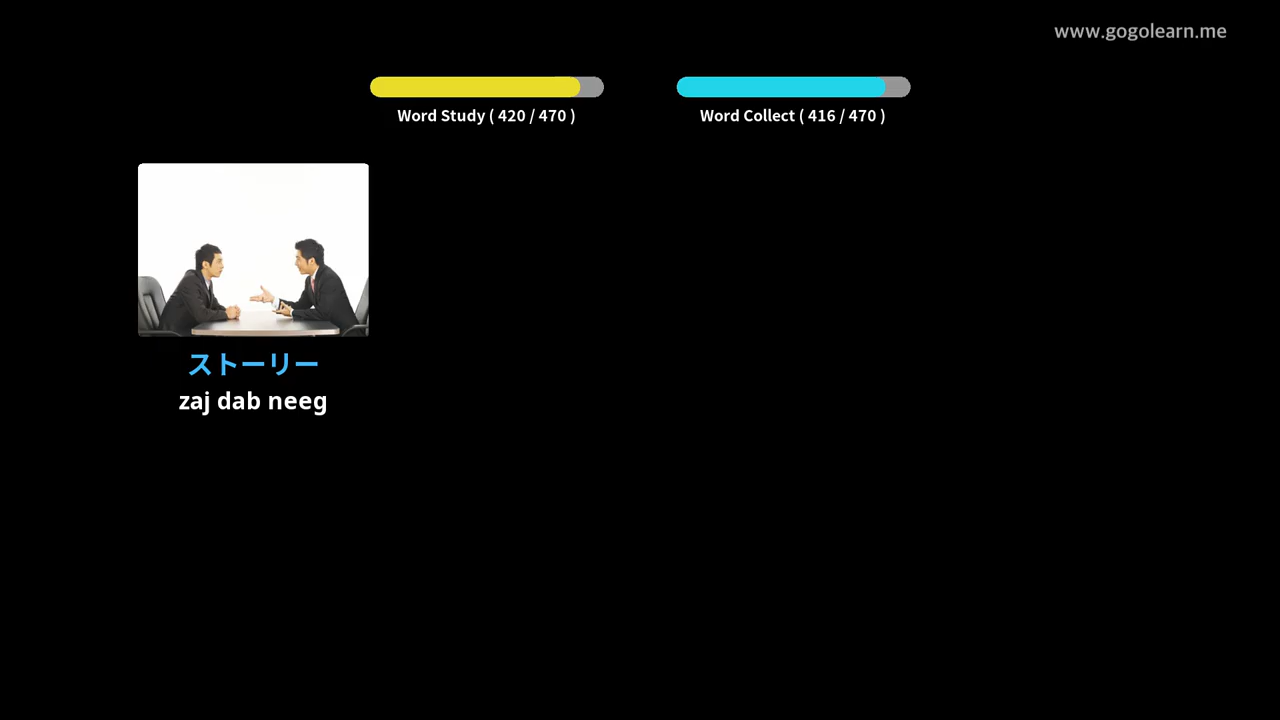 www.gogolearn.me
Word Study ( 420 / 470 )
Word Collect ( 416 / 470 )
ストーリー
zaj dab neeg